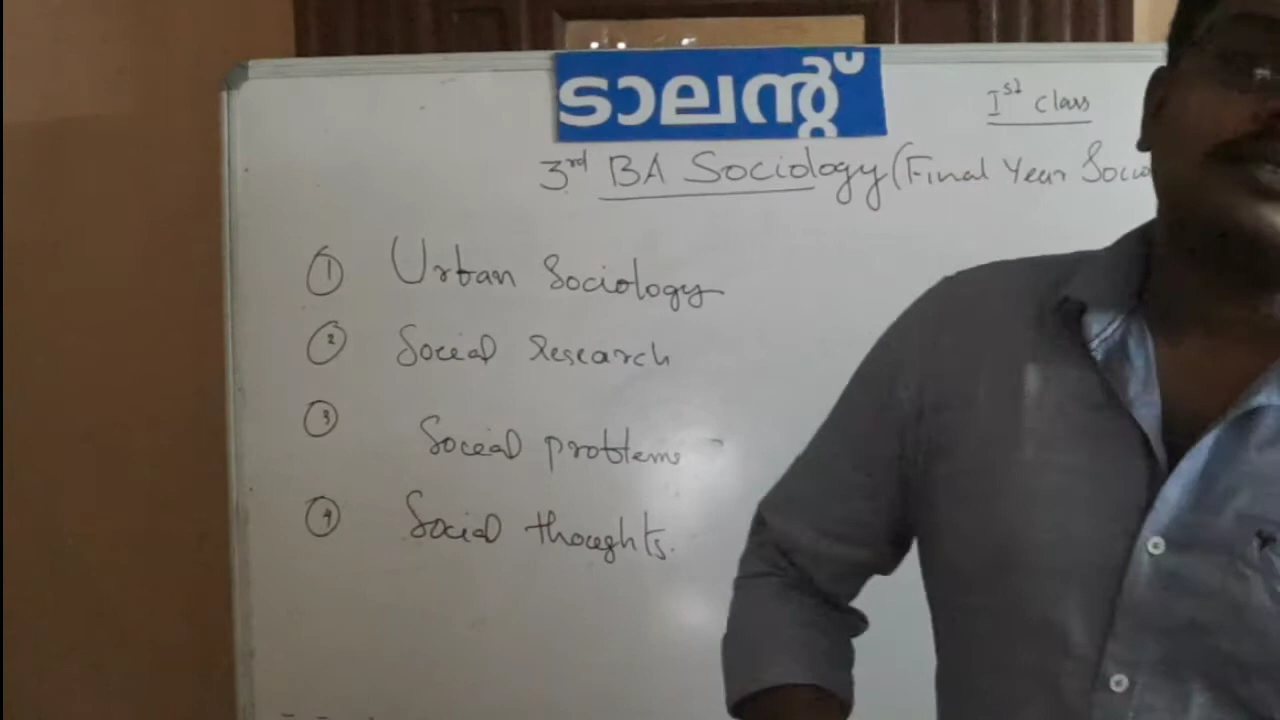 ടാലന്റ്
Ist class
3rd BA Sociology (Final Year Socio
1 Urban Sociology
2 Social Research
3 Social problems
4 Social thoughts.